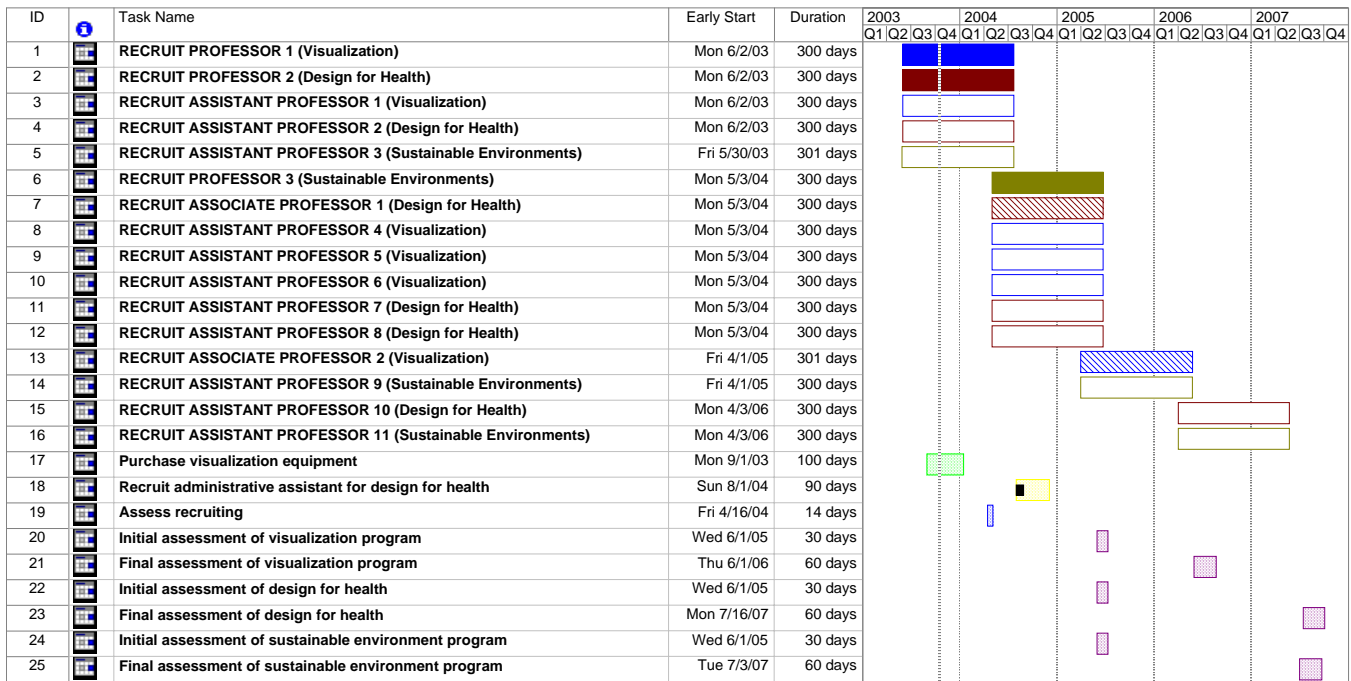 ID Task Name Early Start Duration 2003 2004 2005 2006 2007
Q1 Q2 Q3 Q4 Q1 Q2 Q3 Q4 Q1 Q2 Q3 Q4 Q1 Q2 Q3 Q4 Q1 Q2 Q3 Q4
1 RECRUIT PROFESSOR 1 (Visualization) Mon 6/2/03 300 days
2 RECRUIT PROFESSOR 2 (Design for Health) Mon 6/2/03 300 days
3 RECRUIT ASSISTANT PROFESSOR 1 (Visualization) Mon 6/2/03 300 days
4 RECRUIT ASSISTANT PROFESSOR 2 (Design for Health) Mon 6/2/03 300 days
5 RECRUIT ASSISTANT PROFESSOR 3 (Sustainable Environments) Fri 5/30/03 301 days
6 RECRUIT PROFESSOR 3 (Sustainable Environments) Mon 5/3/04 300 days
7 RECRUIT ASSOCIATE PROFESSOR 1 (Design for Health) Mon 5/3/04 300 days
8 RECRUIT ASSISTANT PROFESSOR 4 (Visualization) Mon 5/3/04 300 days
9 RECRUIT ASSISTANT PROFESSOR 5 (Visualization) Mon 5/3/04 300 days
10 RECRUIT ASSISTANT PROFESSOR 6 (Visualization) Mon 5/3/04 300 days
11 RECRUIT ASSISTANT PROFESSOR 7 (Design for Health) Mon 5/3/04 300 days
12 RECRUIT ASSISTANT PROFESSOR 8 (Design for Health) Mon 5/3/04 300 days
13 RECRUIT ASSOCIATE PROFESSOR 2 (Visualization) Fri 4/1/05 301 days
14 RECRUIT ASSISTANT PROFESSOR 9 (Sustainable Environments) Fri 4/1/05 300 days
15 RECRUIT ASSISTANT PROFESSOR 10 (Design for Health) Mon 4/3/06 300 days
16 RECRUIT ASSISTANT PROFESSOR 11 (Sustainable Environments) Mon 4/3/06 300 days
17 Purchase visualization equipment Mon 9/1/03 100 days
18 Recruit administrative assistant for design for health Sun 8/1/04 90 days
19 Assess recruiting Fri 4/16/04 14 days
20 Initial assessment of visualization program Wed 6/1/05 30 days
21 Final assessment of visualization program Thu 6/1/06 60 days
22 Initial assessment of design for health Wed 6/1/05 30 days
23 Final assessment of design for health Mon 7/16/07 60 days
24 Initial assessment of sustainable environment program Wed 6/1/05 30 days
25 Final assessment of sustainable environment program Tue 7/3/07 60 days